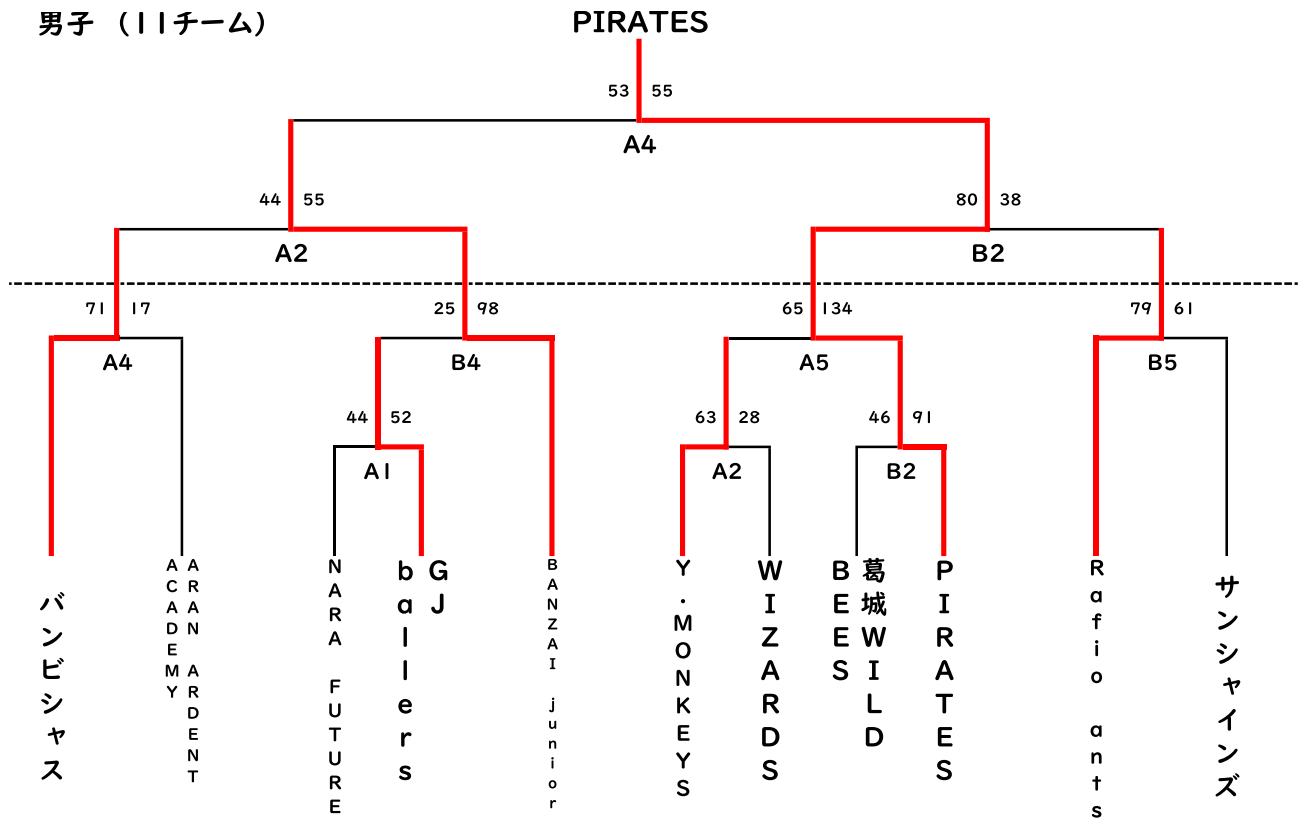 男子 （11チーム）
PIRATES
53 55
A4
44 55
80 38
A2
B2
71 17
25 98
65 134
79 61
A4
B4
A5
B5
44 52
63 28
46 91
A1
A2
B2
バンビシャス
ARAN ARDENT
ACADEMY
NARA FUTURE
GJ
ballers
BANZAI junior
Y.MONKEYS
WIZARDS
葛城WILD
BEES
PIRATES
Rafio ants
サンシャインズ